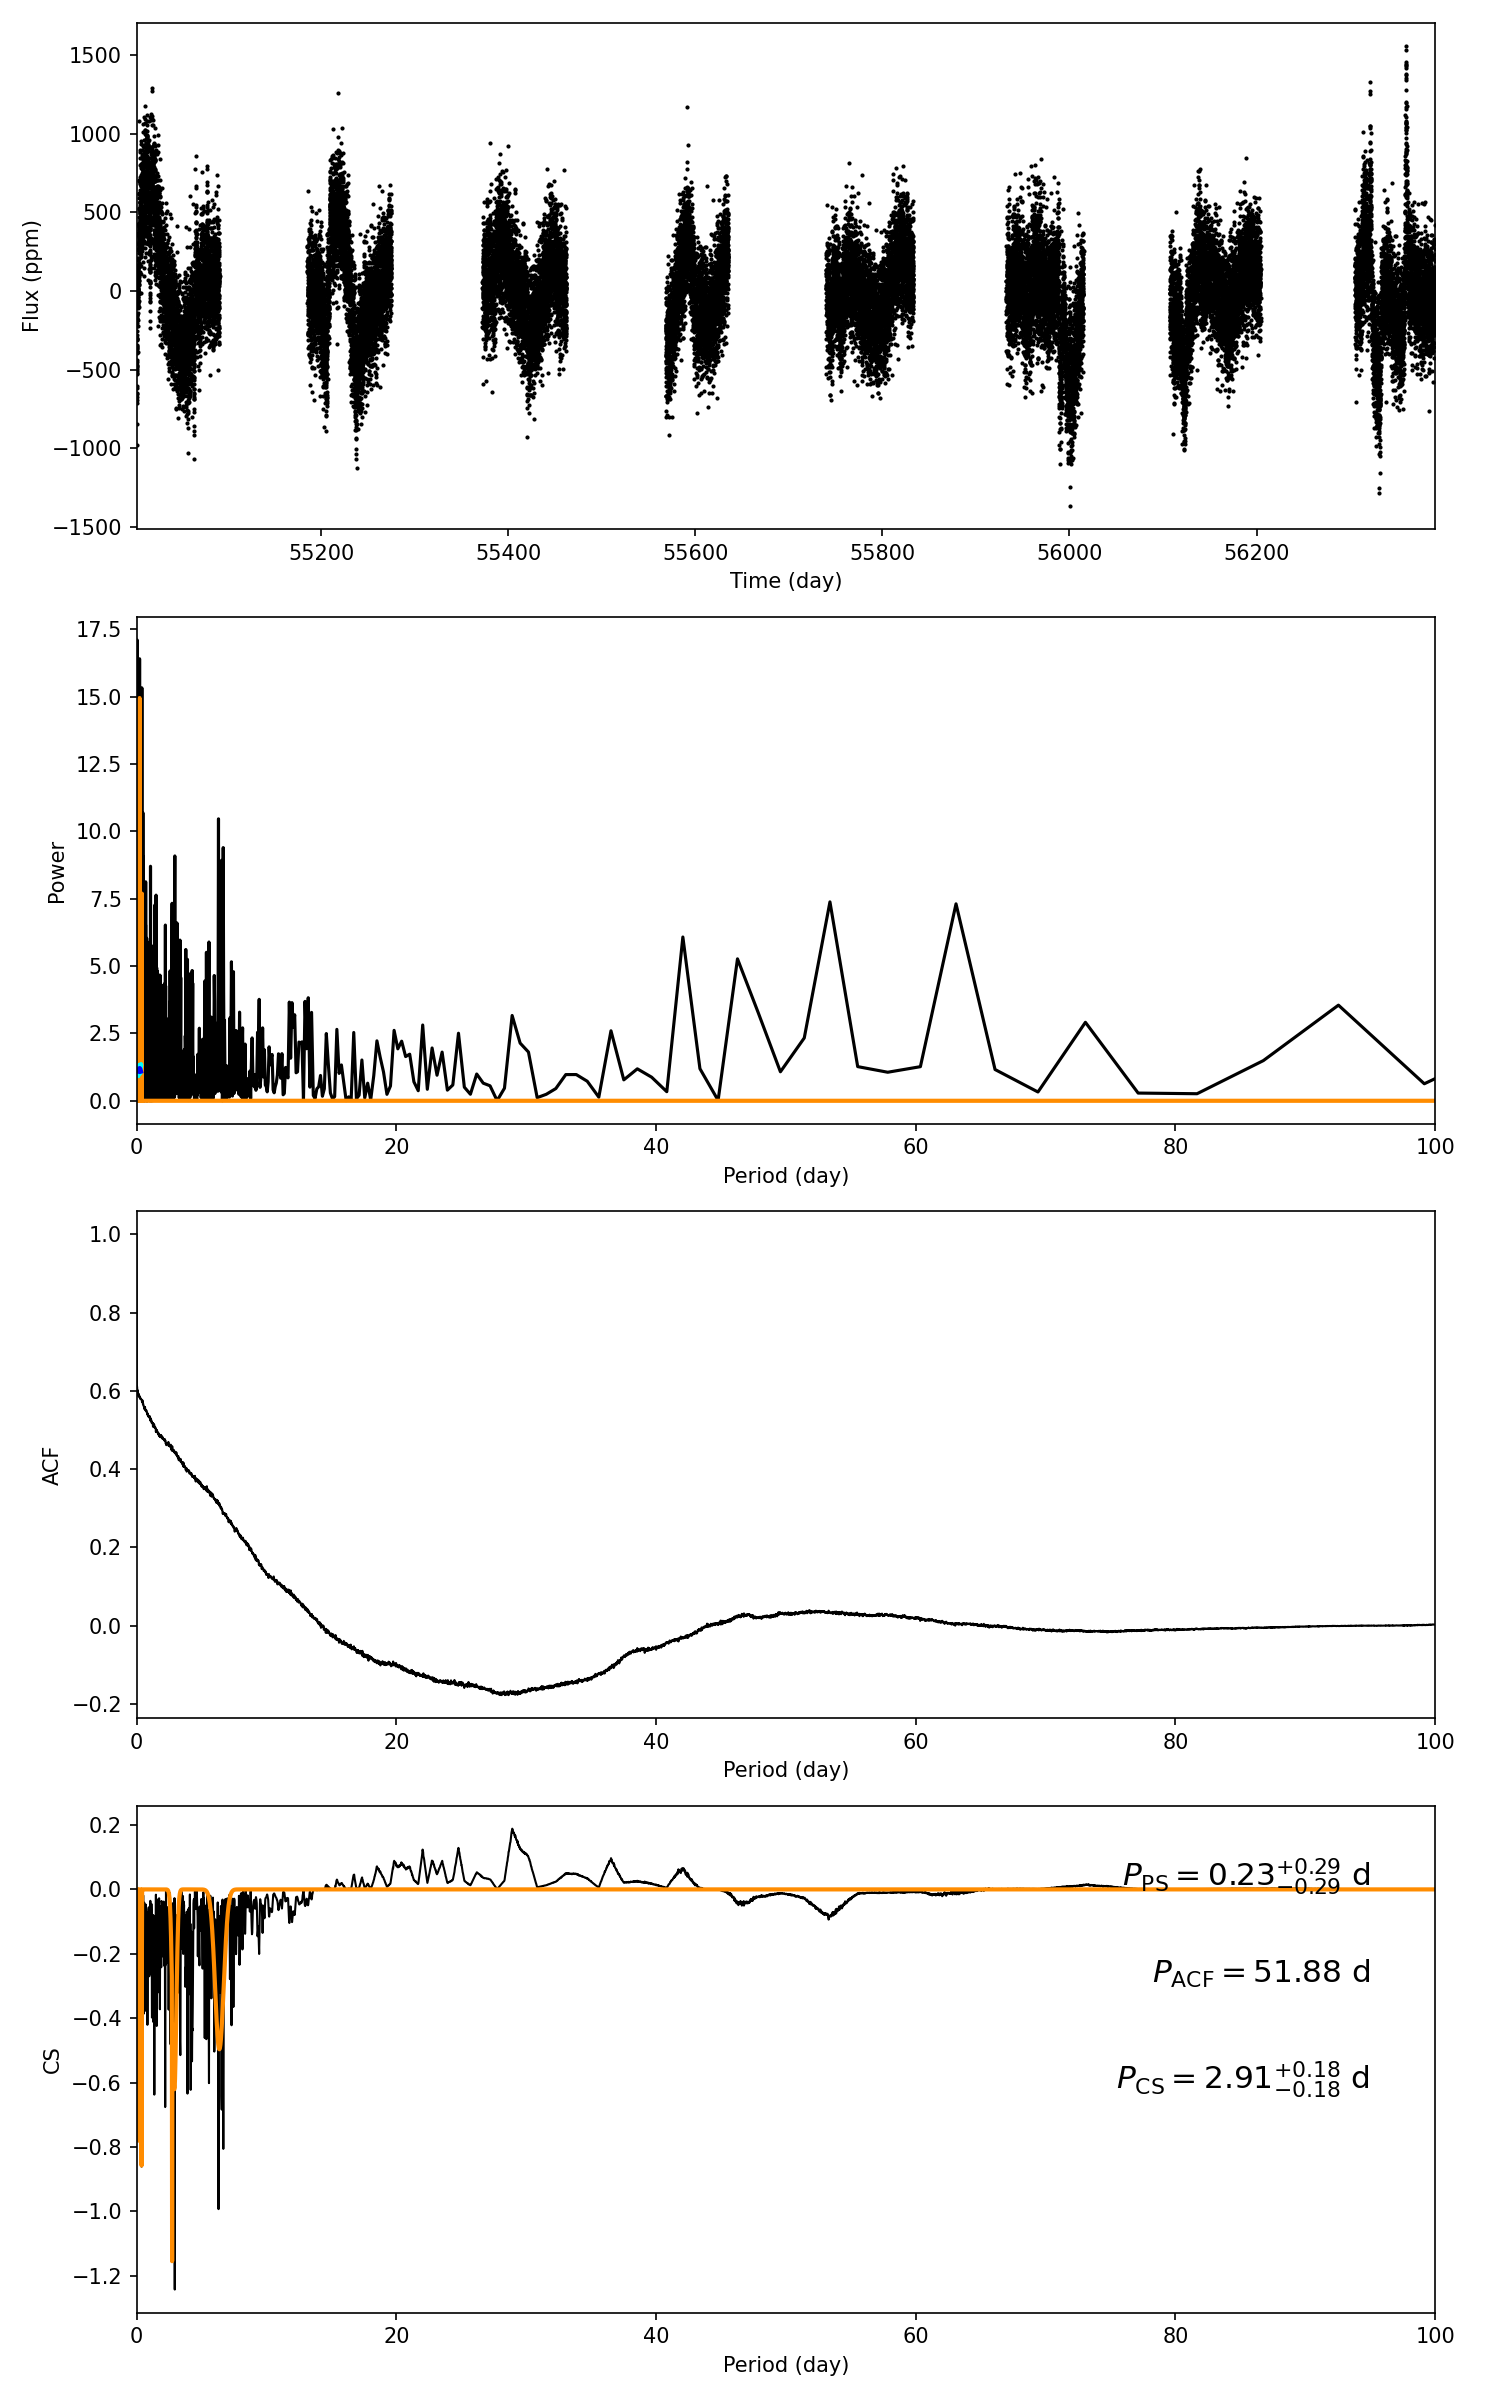 1500
1000
500
0
−500
−1000
−1500
Flux (ppm)
55200 55400 55600 55800 56000 56200
Time (day)
17.5
15.0
12.5
10.0
7.5
5.0
2.5
0.0
Power
0 20 40 60 80 100
Period (day)
1.0
0.8
0.6
0.4
0.2
0.0
−0.2
ACF
0 20 40 60 80 100
Period (day)
0.2
0.0
−0.2
−0.4
−0.6
−0.8
−1.0
−1.2
CS
P_PS = 0.23^{+0.29}_{−0.29} d
P_ACF = 51.88 d
P_CS = 2.91^{+0.18}_{−0.18} d
0 20 40 60 80 100
Period (day)